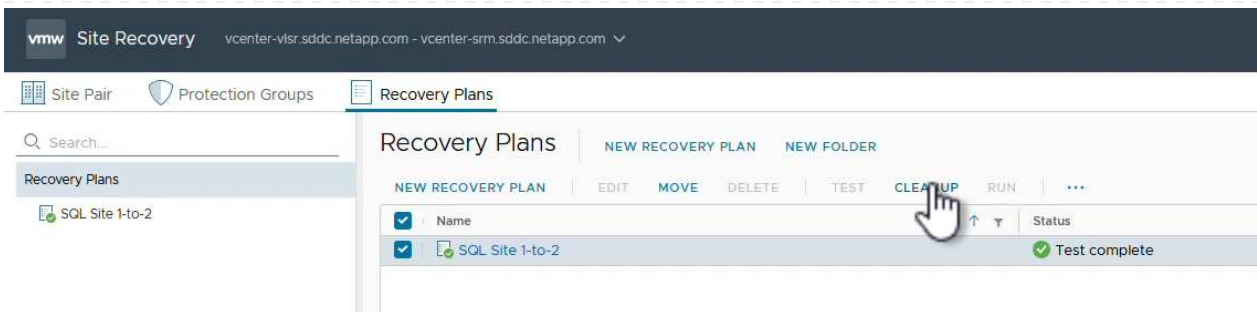 vmw Site Recovery vcenter-vlsr.sddc.netapp.com - vcenter-srm.sddc.netapp.com
Site Pair Protection Groups Recovery Plans
Search...
Recovery Plans
SQL Site 1-to-2
Recovery Plans NEW RECOVERY PLAN NEW FOLDER
NEW RECOVERY PLAN EDIT MOVE DELETE TEST CLEANUP RUN ...
Name Status
SQL Site 1-to-2 Test complete